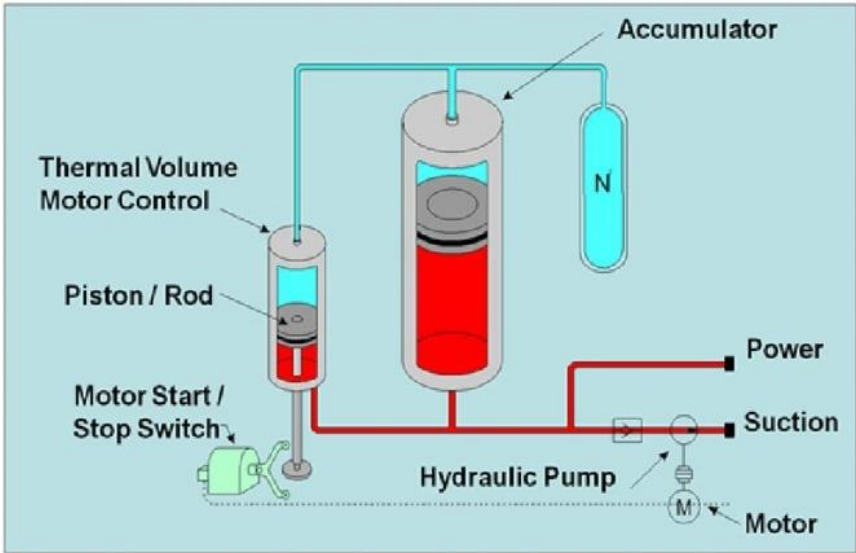 Accumulator
Thermal Volume
Motor Control
N
Piston / Rod
Power
Motor Start /
Stop Switch
Suction
Hydraulic Pump
M
Motor